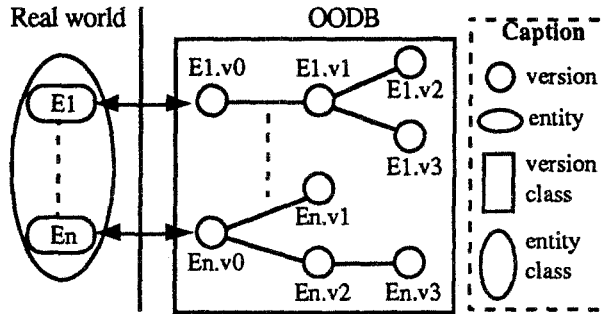 Real world
OODB
Caption
E1.v0
E1.v1
E1.v2
version
E1
entity
E1.v3
version
class
En.v1
En
En.v0
En.v2
En.v3
entity
class